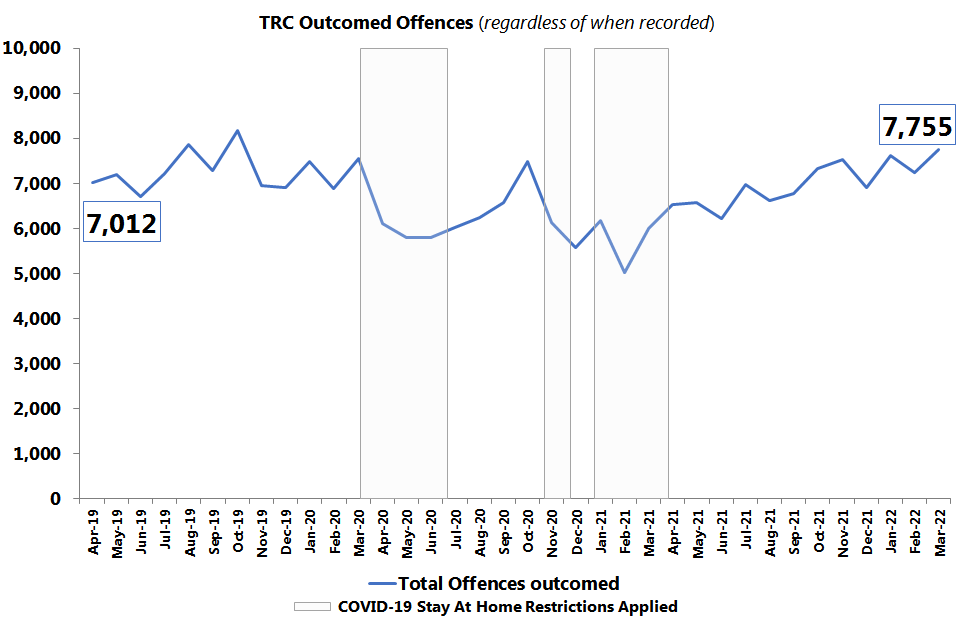 TRC Outcomed Offences (regardless of when recorded)
10,000
9,000
8,000
7,000
6,000
5,000
4,000
3,000
2,000
1,000
0
7,012
7,755
Apr-19
May-19
Jun-19
Jul-19
Aug-19
Sep-19
Oct-19
Nov-19
Dec-19
Jan-20
Feb-20
Mar-20
Apr-20
May-20
Jun-20
Jul-20
Aug-20
Sep-20
Oct-20
Nov-20
Dec-20
Jan-21
Feb-21
Mar-21
Apr-21
May-21
Jun-21
Jul-21
Aug-21
Sep-21
Oct-21
Nov-21
Dec-21
Jan-22
Feb-22
Mar-22
Total Offences outcomed
COVID-19 Stay At Home Restrictions Applied